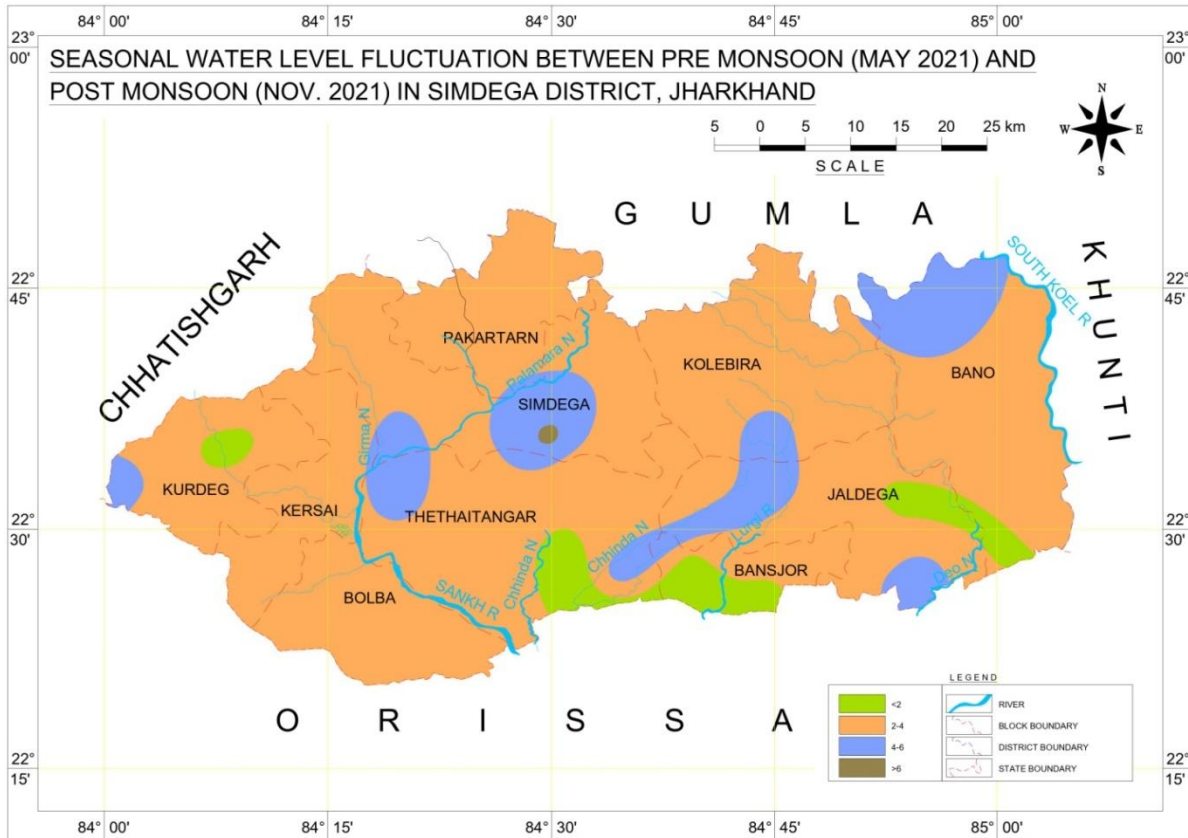 84° 00'
84° 15'
84° 30'
84° 45'
85° 00'
23° 00'
23° 00'
SEASONAL WATER LEVEL FLUCTUATION BETWEEN PRE MONSOON (MAY 2021) AND
POST MONSOON (NOV. 2021) IN SIMDEGA DISTRICT, JHARKHAND
N
W E
S
5 0 5 10 15 20 25 km
SCALE
GUMLA
CHHATISHGARH
KHUNTI
SOUTH KOEL R
22° 45'
22° 45'
PAKARTARN
Palamara N
KOLEBIRA
BANO
SIMDEGA
Girma N
KURDEG
KERSAI
THETHAITANGAR
JALDEGA
22° 30'
22° 30'
Chhinda N
Chhinda N
Lurgi R
BANSJOR
Deo N
BOLBA
SANKH R
ORISSA
LEGEND
<2
RIVER
2-4
BLOCK BOUNDARY
4-6
DISTRICT BOUNDARY
>6
STATE BOUNDARY
22° 15'
22° 15'
84° 00'
84° 15'
84° 30'
84° 45'
85° 00'